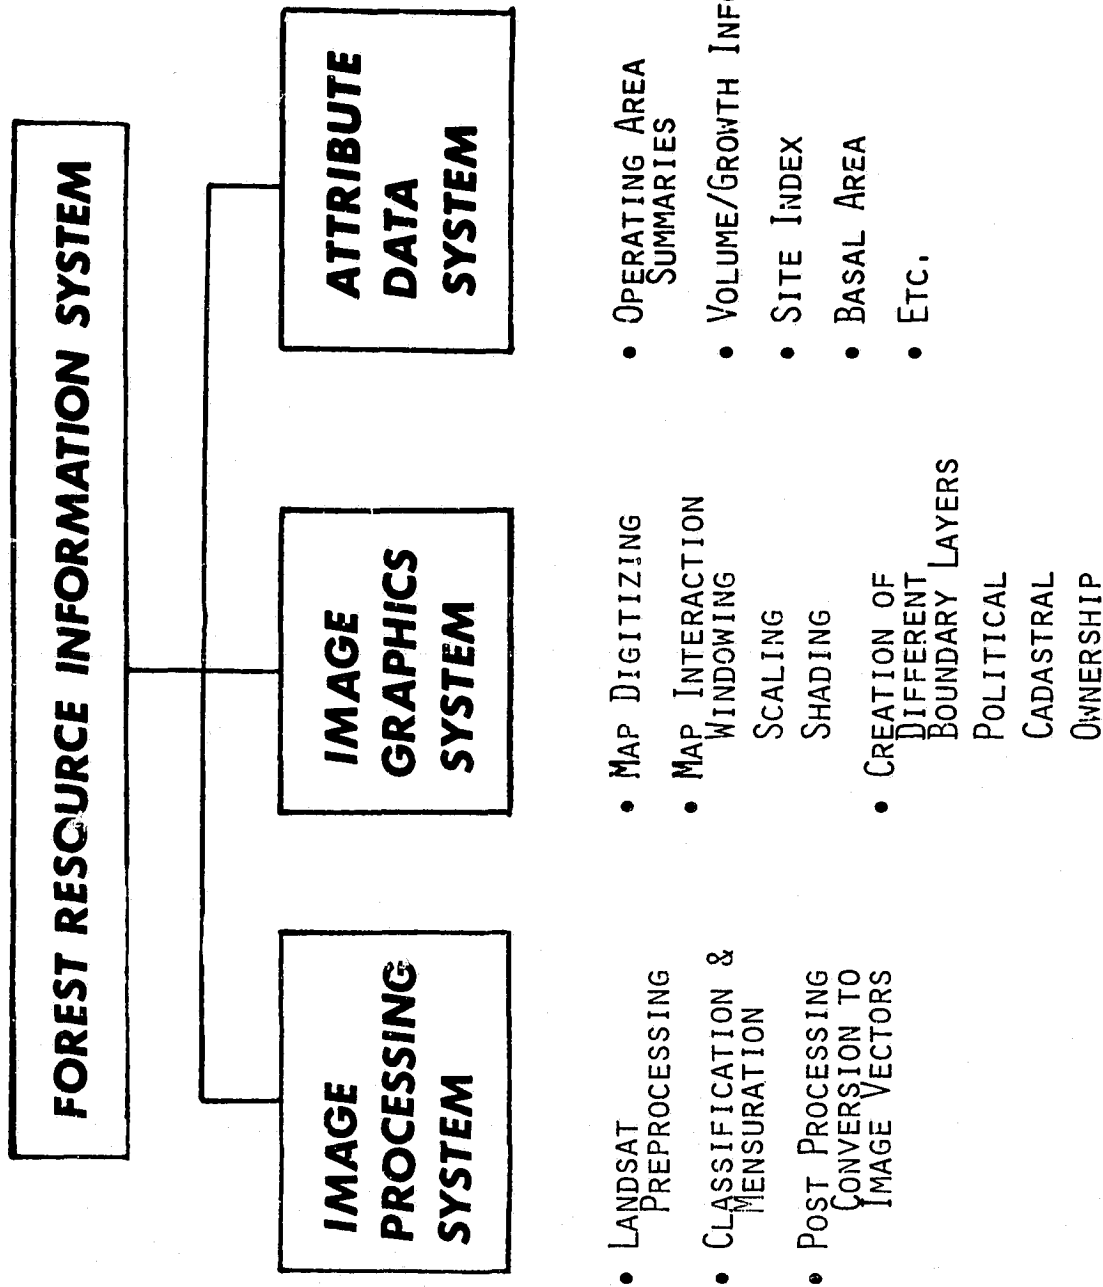 FOREST RESOURCE INFORMATION SYSTEM
IMAGE
PROCESSING
SYSTEM
• LANDSAT
PREPROCESSING
• CLASSIFICATION &
MENSURATION
• POST PROCESSING
CONVERSION TO
IMAGE VECTORS
IMAGE
GRAPHICS
SYSTEM
• MAP DIGITIZING
• MAP INTERACTION
WINDOWING
SCALING
SHADING
• CREATION OF
DIFFERENT
BOUNDARY LAYERS
POLITICAL
CADASTRAL
OWNERSHIP
ATTRIBUTE
DATA
SYSTEM
• OPERATING AREA
SUMMARIES
• VOLUME/GROWTH
• SITE INDEX
• BASAL AREA
• ETC.